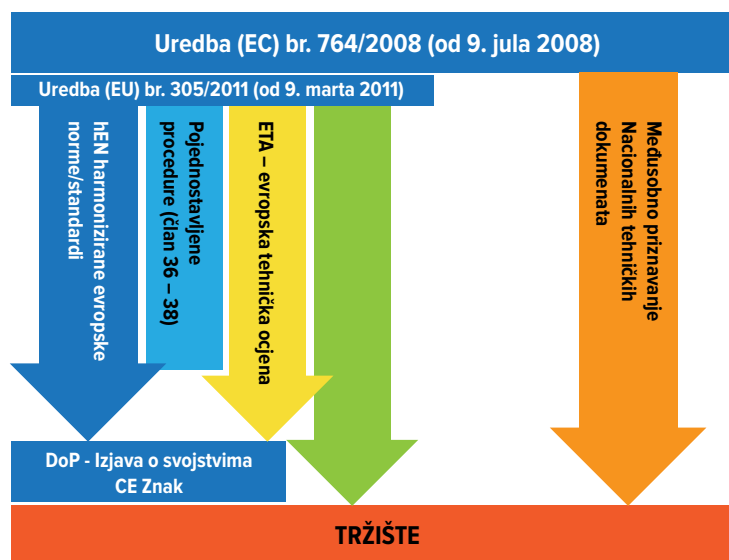 Uredba (EC) br. 764/2008 (od 9. jula 2008)
Uredba (EU) br. 305/2011 (od 9. marta 2011)
hEN harmonizirane evropske
norme/standardi
Pojednostavljene
procedure (član 36 – 38)
ETA – evropska tehnička ocjena
Međusobno priznavanje
Nacionalnih tehničkih
dokumenata
DoP - Izjava o svojstvima
CE Znak
TRŽIŠTE